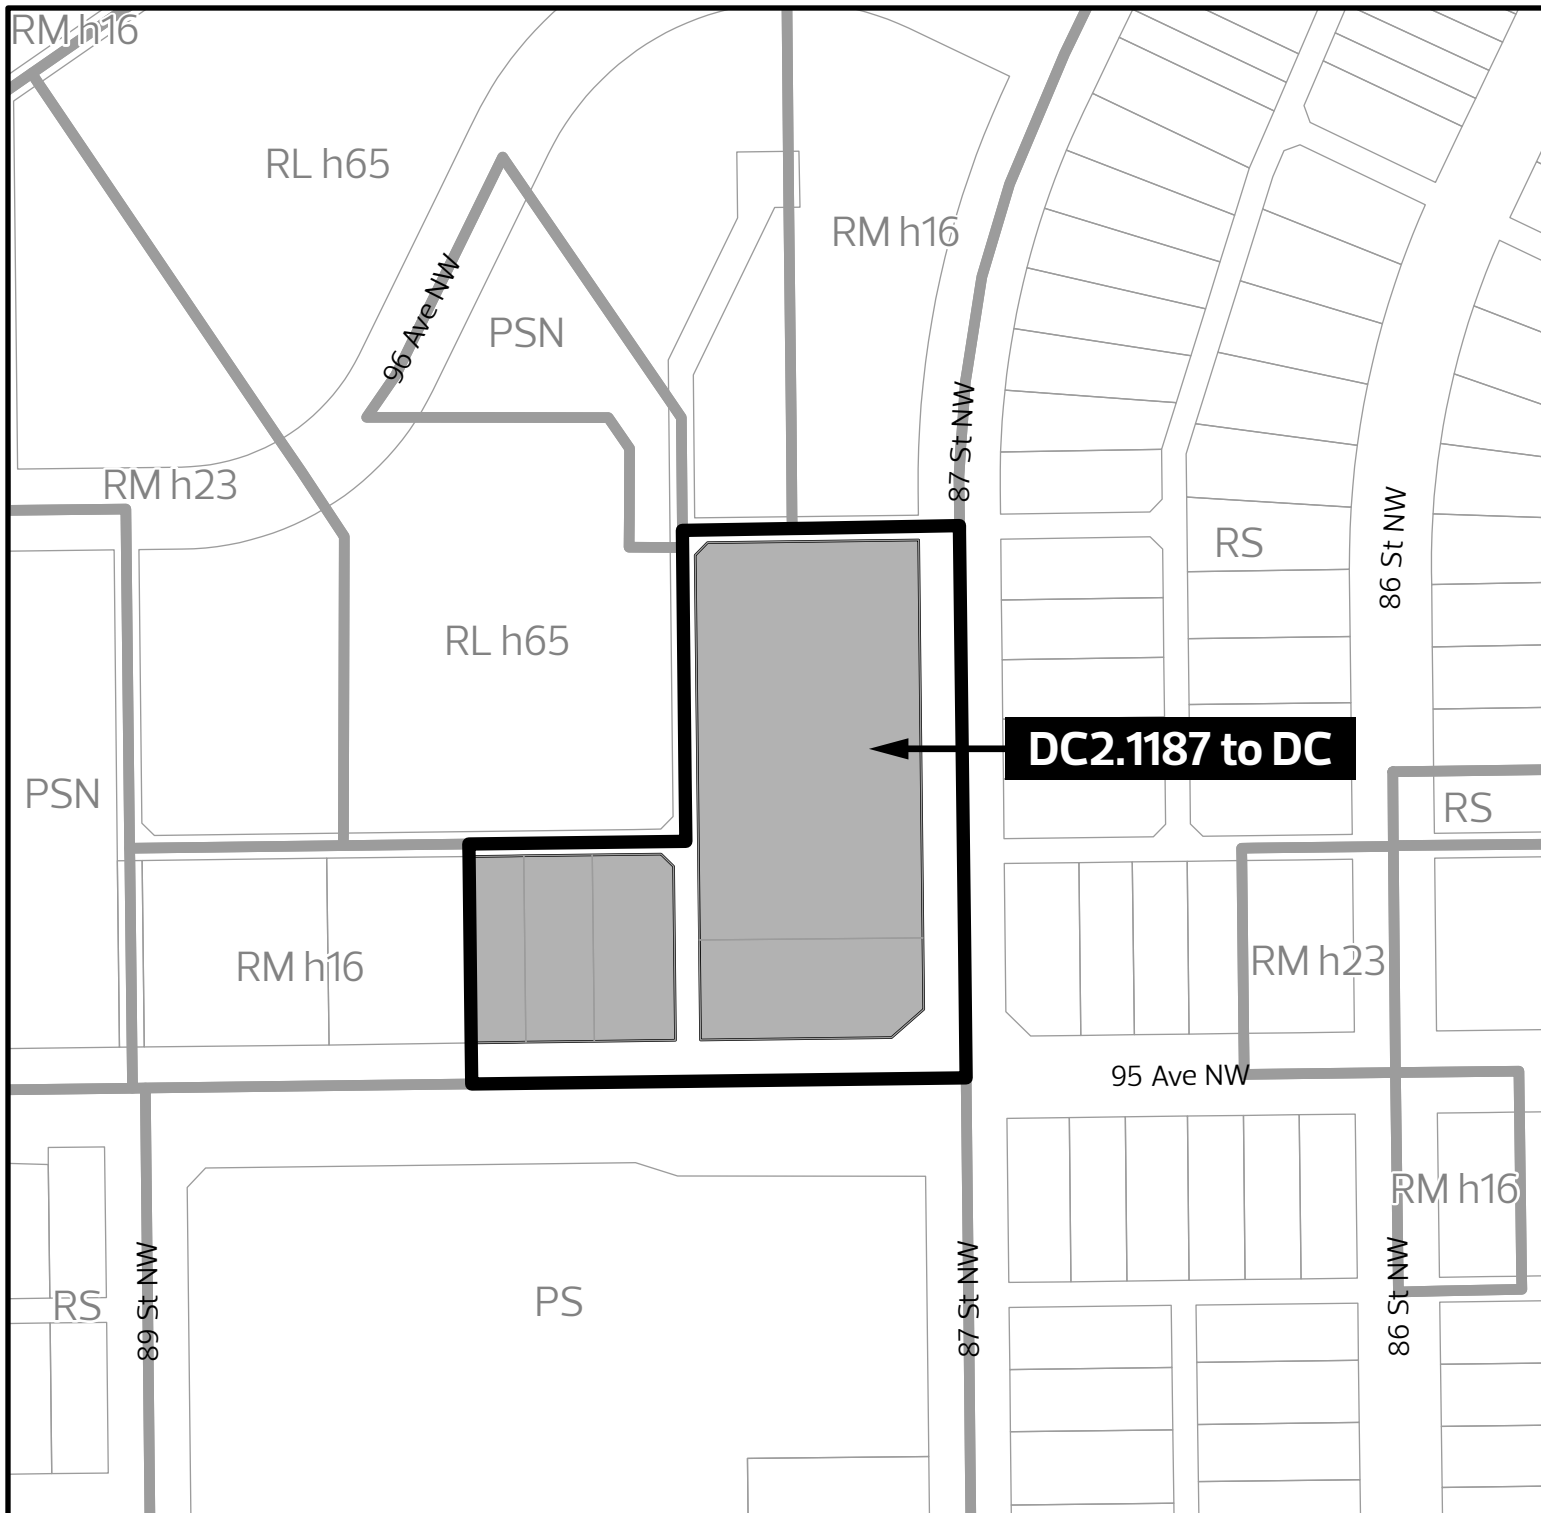 RM h16
RL h65
RM h16
96 Ave NW
PSN
87 St NW
RM h23
86 St NW
RS
RL h65
DC2.1187 to DC
PSN
RS
RM h16
RM h23
95 Ave NW
RM h16
89 St NW
87 St NW
86 St NW
RS
PS